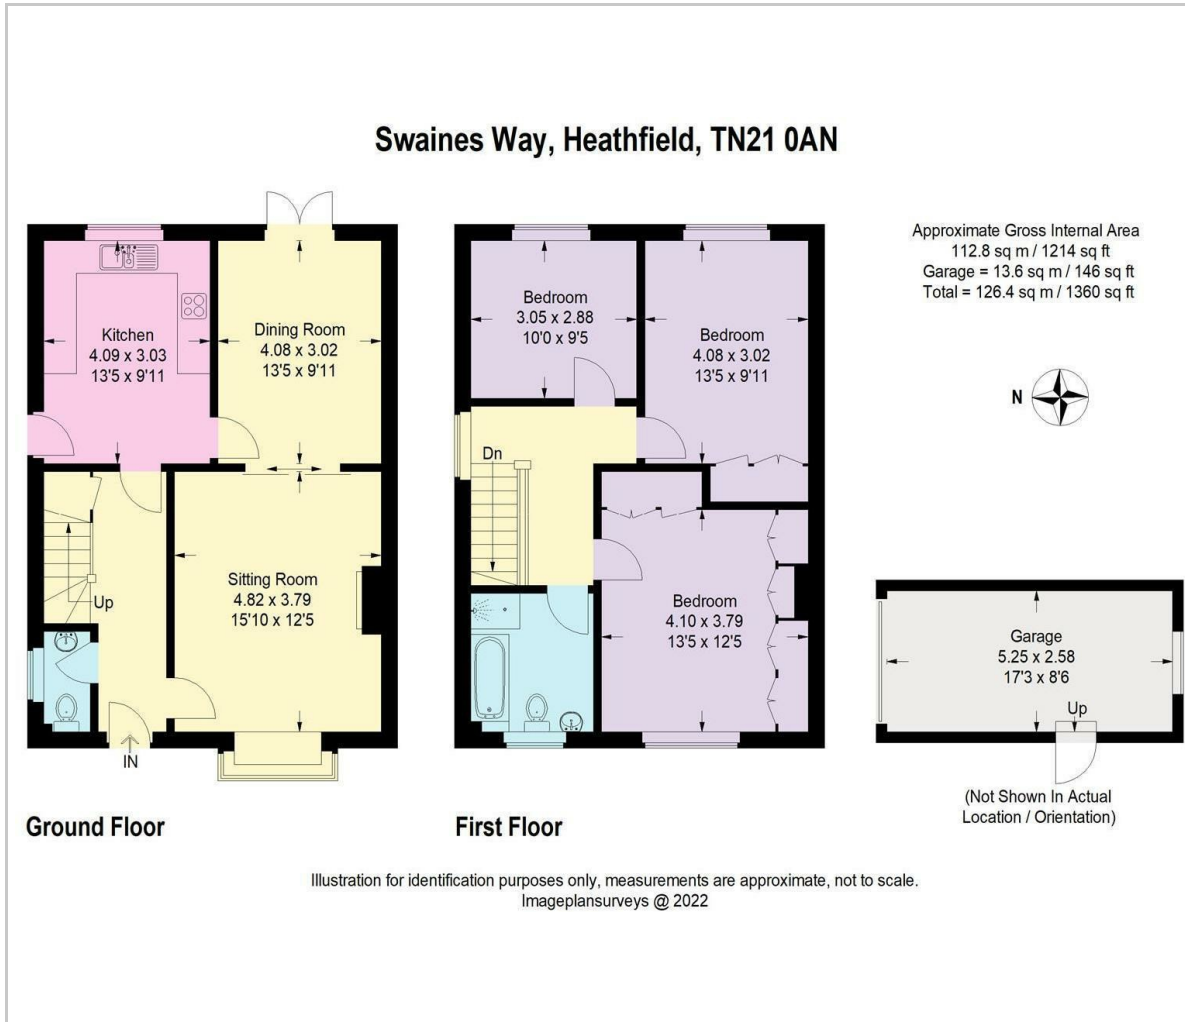 Swaines Way, Heathfield, TN21 0AN
Approximate Gross Internal Area
112.8 sq m / 1214 sq ft
Garage = 13.6 sq m / 146 sq ft
Total = 126.4 sq m / 1360 sq ft
N
Kitchen
4.09 x 3.03
13'5 x 9'11
Dining Room
4.08 x 3.02
13'5 x 9'11
Sitting Room
4.82 x 3.79
15'10 x 12'5
Up
IN
Ground Floor
Bedroom
3.05 x 2.88
10'0 x 9'5
Bedroom
4.08 x 3.02
13'5 x 9'11
Dn
Bedroom
4.10 x 3.79
13'5 x 12'5
First Floor
Garage
5.25 x 2.58
17'3 x 8'6
Up
(Not Shown In Actual
Location / Orientation)
Illustration for identification purposes only, measurements are approximate, not to scale.
Imageplansurveys @ 2022